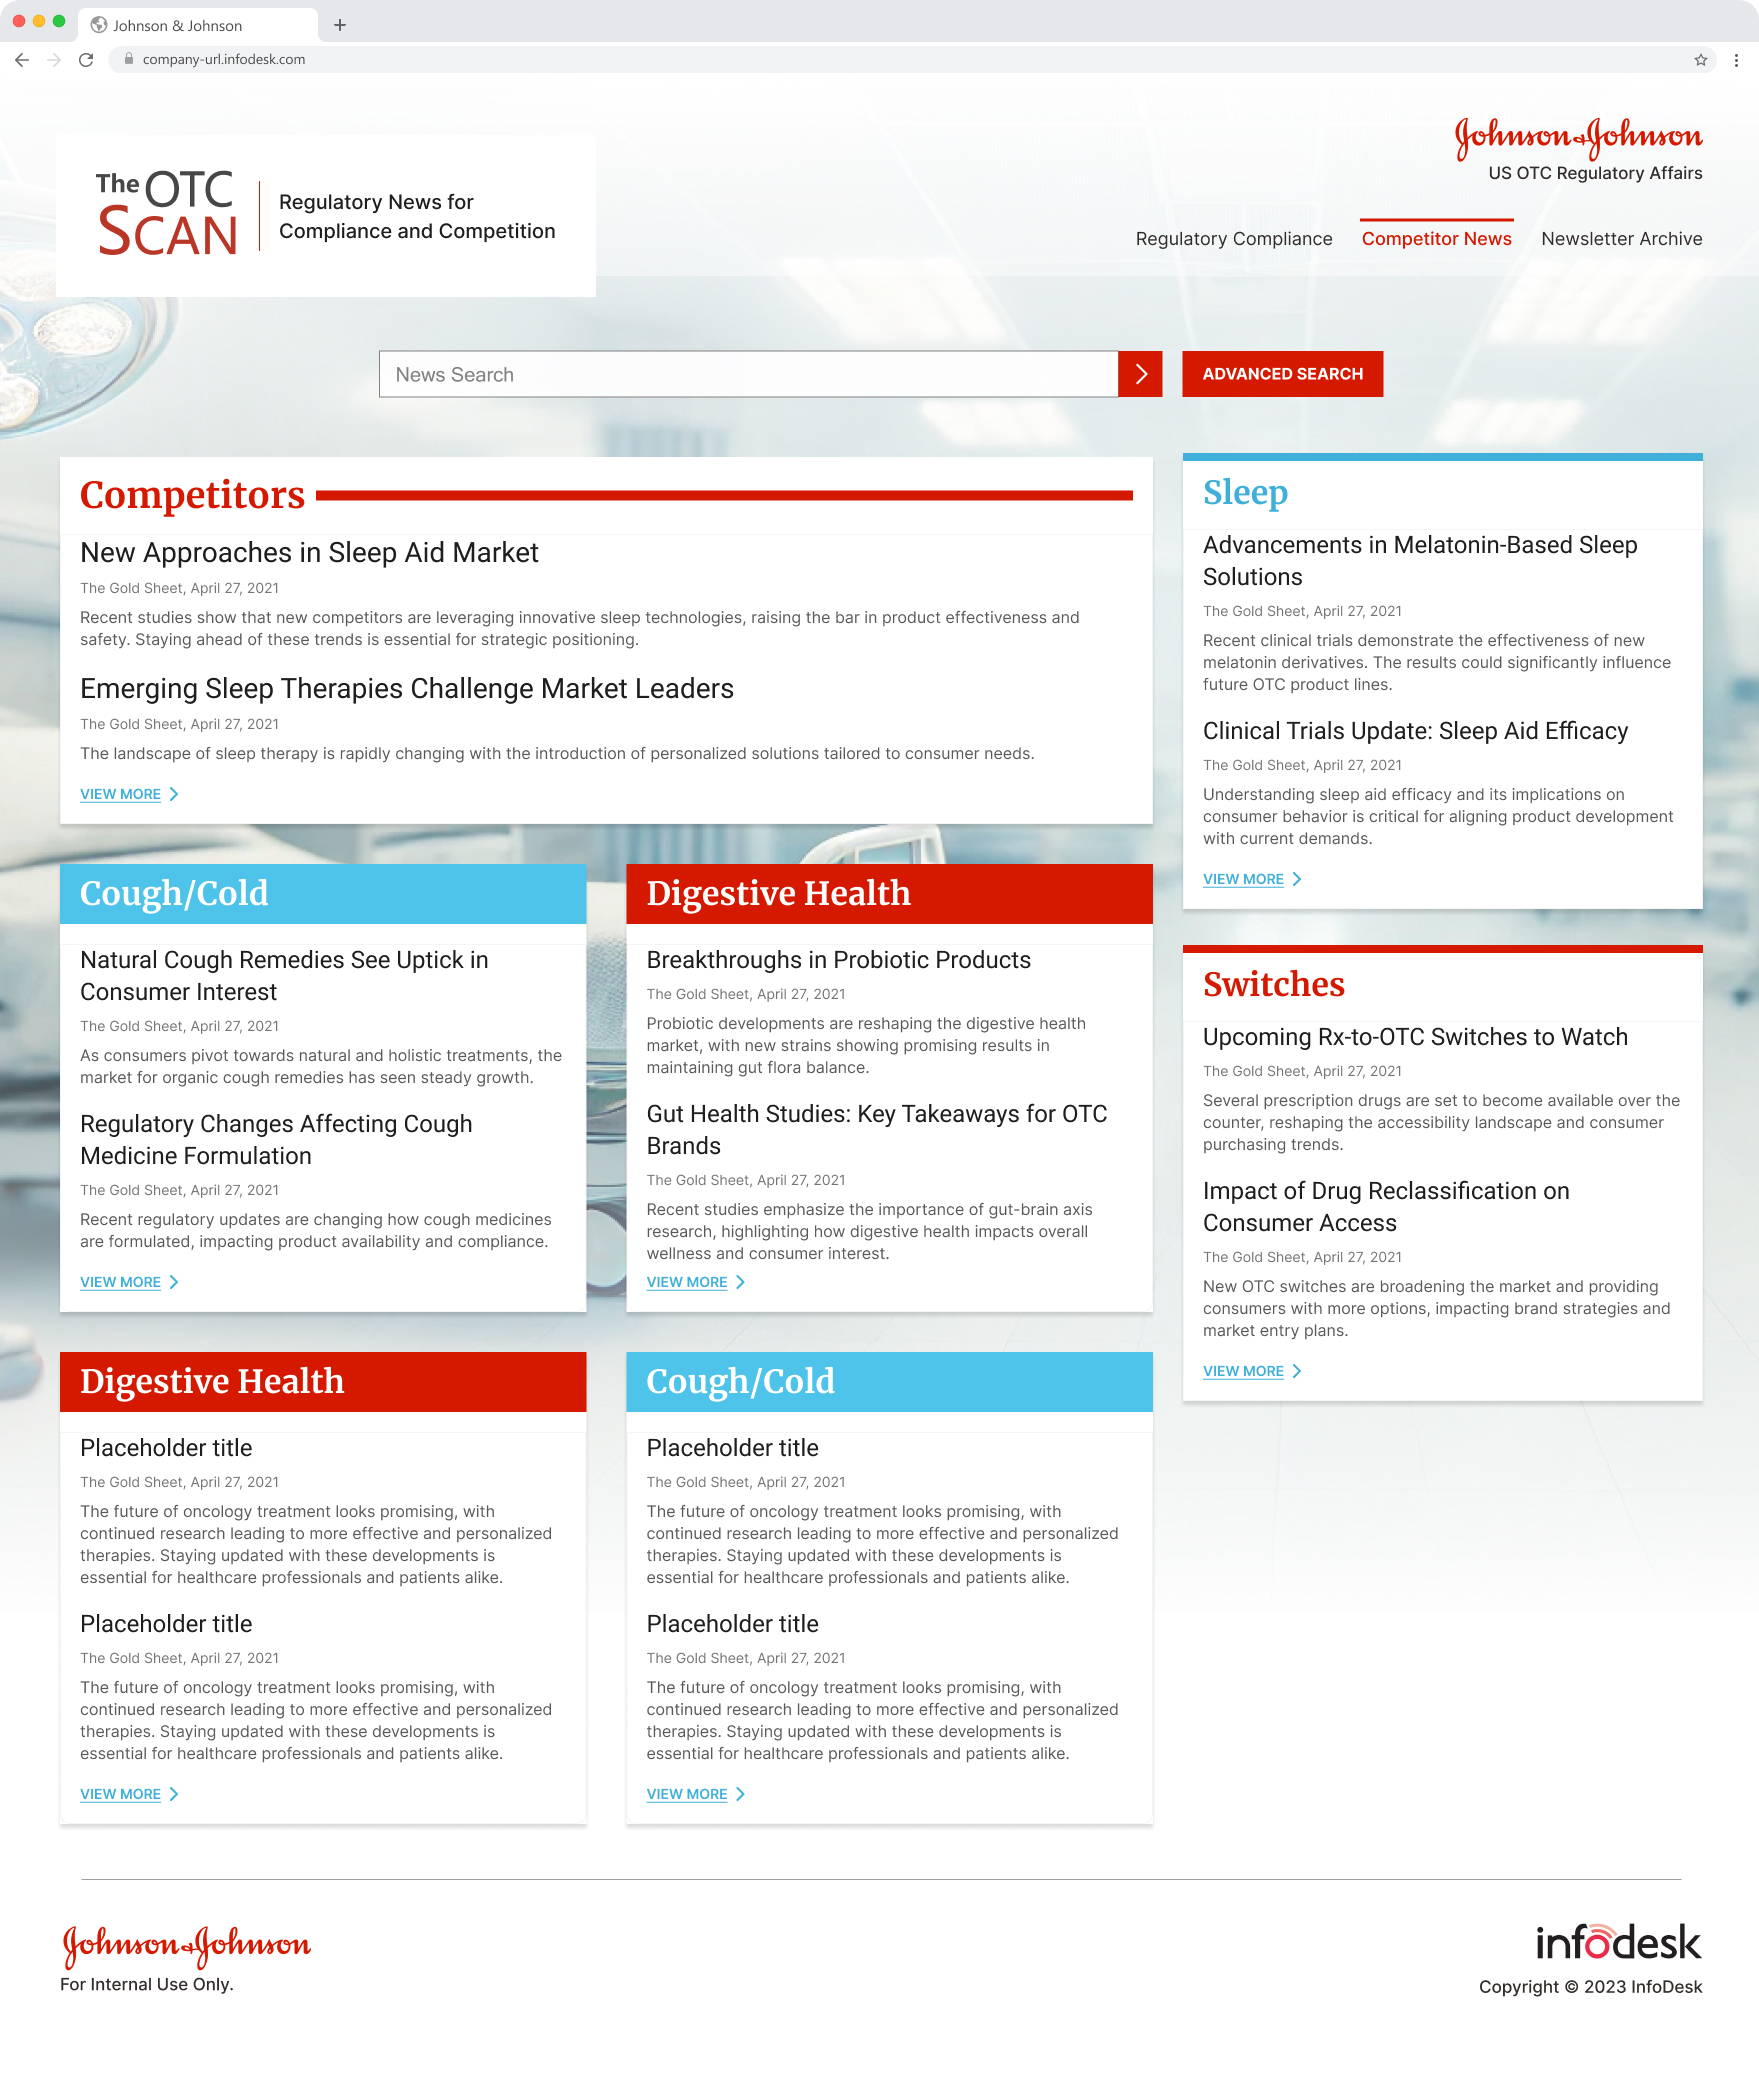 Johnson & Johnson
company-url.infodesk.com
The OTC
SCAN
Regulatory News for
Compliance and Competition
Johnson & Johnson
US OTC Regulatory Affairs
Regulatory Compliance
Competitor News
Newsletter Archive
News Search
ADVANCED SEARCH
Competitors
New Approaches in Sleep Aid Market
The Gold Sheet, April 27, 2021
Recent studies show that new competitors are leveraging innovative sleep technologies, raising the bar in product effectiveness and
safety. Staying ahead of these trends is essential for strategic positioning.
Emerging Sleep Therapies Challenge Market Leaders
The Gold Sheet, April 27, 2021
The landscape of sleep therapy is rapidly changing with the introduction of personalized solutions tailored to consumer needs.
VIEW MORE
Cough/Cold
Natural Cough Remedies See Uptick in
Consumer Interest
The Gold Sheet, April 27, 2021
As consumers pivot towards natural and holistic treatments, the
market for organic cough remedies has seen steady growth.
Regulatory Changes Affecting Cough
Medicine Formulation
The Gold Sheet, April 27, 2021
Recent regulatory updates are changing how cough medicines
are formulated, impacting product availability and compliance.
VIEW MORE
Digestive Health
Breakthroughs in Probiotic Products
The Gold Sheet, April 27, 2021
Probiotic developments are reshaping the digestive health
market, with new strains showing promising results in
maintaining gut flora balance.
Gut Health Studies: Key Takeaways for OTC
Brands
The Gold Sheet, April 27, 2021
Recent studies emphasize the importance of gut-brain axis
research, highlighting how digestive health impacts overall
wellness and consumer interest.
VIEW MORE
Digestive Health
Placeholder title
The Gold Sheet, April 27, 2021
The future of oncology treatment looks promising, with
continued research leading to more effective and personalized
therapies. Staying updated with these developments is
essential for healthcare professionals and patients alike.
Placeholder title
The Gold Sheet, April 27, 2021
The future of oncology treatment looks promising, with
continued research leading to more effective and personalized
therapies. Staying updated with these developments is
essential for healthcare professionals and patients alike.
VIEW MORE
Cough/Cold
Placeholder title
The Gold Sheet, April 27, 2021
The future of oncology treatment looks promising, with
continued research leading to more effective and personalized
therapies. Staying updated with these developments is
essential for healthcare professionals and patients alike.
Placeholder title
The Gold Sheet, April 27, 2021
The future of oncology treatment looks promising, with
continued research leading to more effective and personalized
therapies. Staying updated with these developments is
essential for healthcare professionals and patients alike.
VIEW MORE
Sleep
Advancements in Melatonin-Based Sleep
Solutions
The Gold Sheet, April 27, 2021
Recent clinical trials demonstrate the effectiveness of new
melatonin derivatives. The results could significantly influence
future OTC product lines.
Clinical Trials Update: Sleep Aid Efficacy
The Gold Sheet, April 27, 2021
Understanding sleep aid efficacy and its implications on
consumer behavior is critical for aligning product development
with current demands.
VIEW MORE
Switches
Upcoming Rx-to-OTC Switches to Watch
The Gold Sheet, April 27, 2021
Several prescription drugs are set to become available over the
counter, reshaping the accessibility landscape and consumer
purchasing trends.
Impact of Drug Reclassification on
Consumer Access
The Gold Sheet, April 27, 2021
New OTC switches are broadening the market and providing
consumers with more options, impacting brand strategies and
market entry plans.
VIEW MORE
Johnson & Johnson
For Internal Use Only.
infodesk
Copyright © 2023 InfoDesk